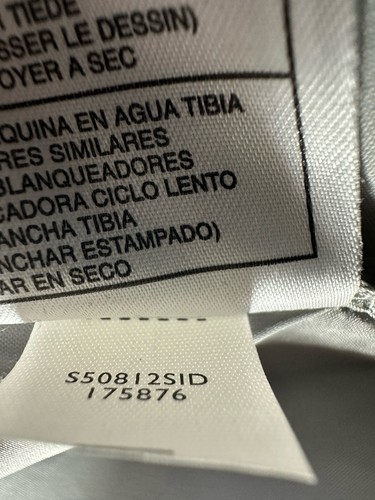 TIEDE
SSER LE DESSIN)
OYER A SEC
QUINA EN AGUA TIBIA
RES SIMILARES
BLANQUEADORES
CADORA CICLO LENTO
ANCHA TIBIA
NCHAR ESTAMPADO)
AR EN SECO
S50812SID
175876